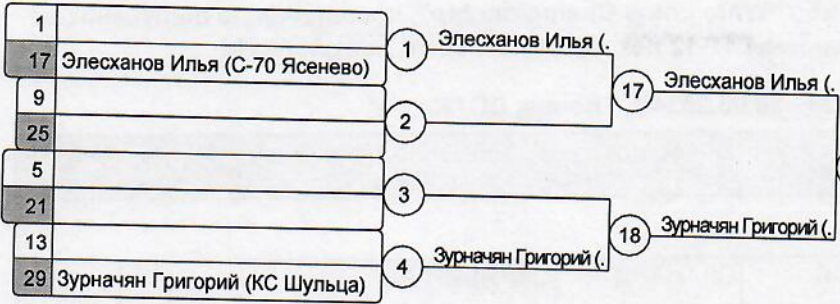 1
17 Элесханов Илья (С-70 Ясенево)
1 Элесханов Илья (.
9
25
2
17 Элесханов Илья (.
5
21
3
13
29 Зурначян Григорий (КС Шульца)
4 Зурначян Григорий (.
18 Зурначян Григорий (.